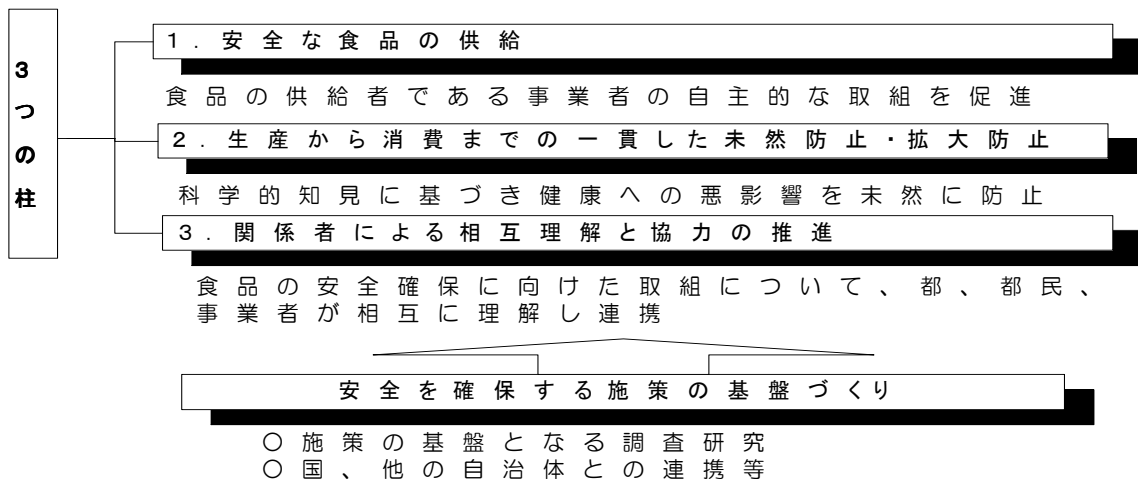 3つの柱
1.安全な食品の供給
食品の供給者である事業者の自主的な取組を促進
2.生産から消費までの一貫した未然防止・拡大防止
科学的知見に基づき健康への悪影響を未然に防止
3.関係者による相互理解と協力の推進
食品の安全確保に向けた取組について、都、都民、
事業者が相互に理解し連携
安全を確保する施策の基盤づくり
○施策の基盤となる調査研究
○国、他の自治体との連携等